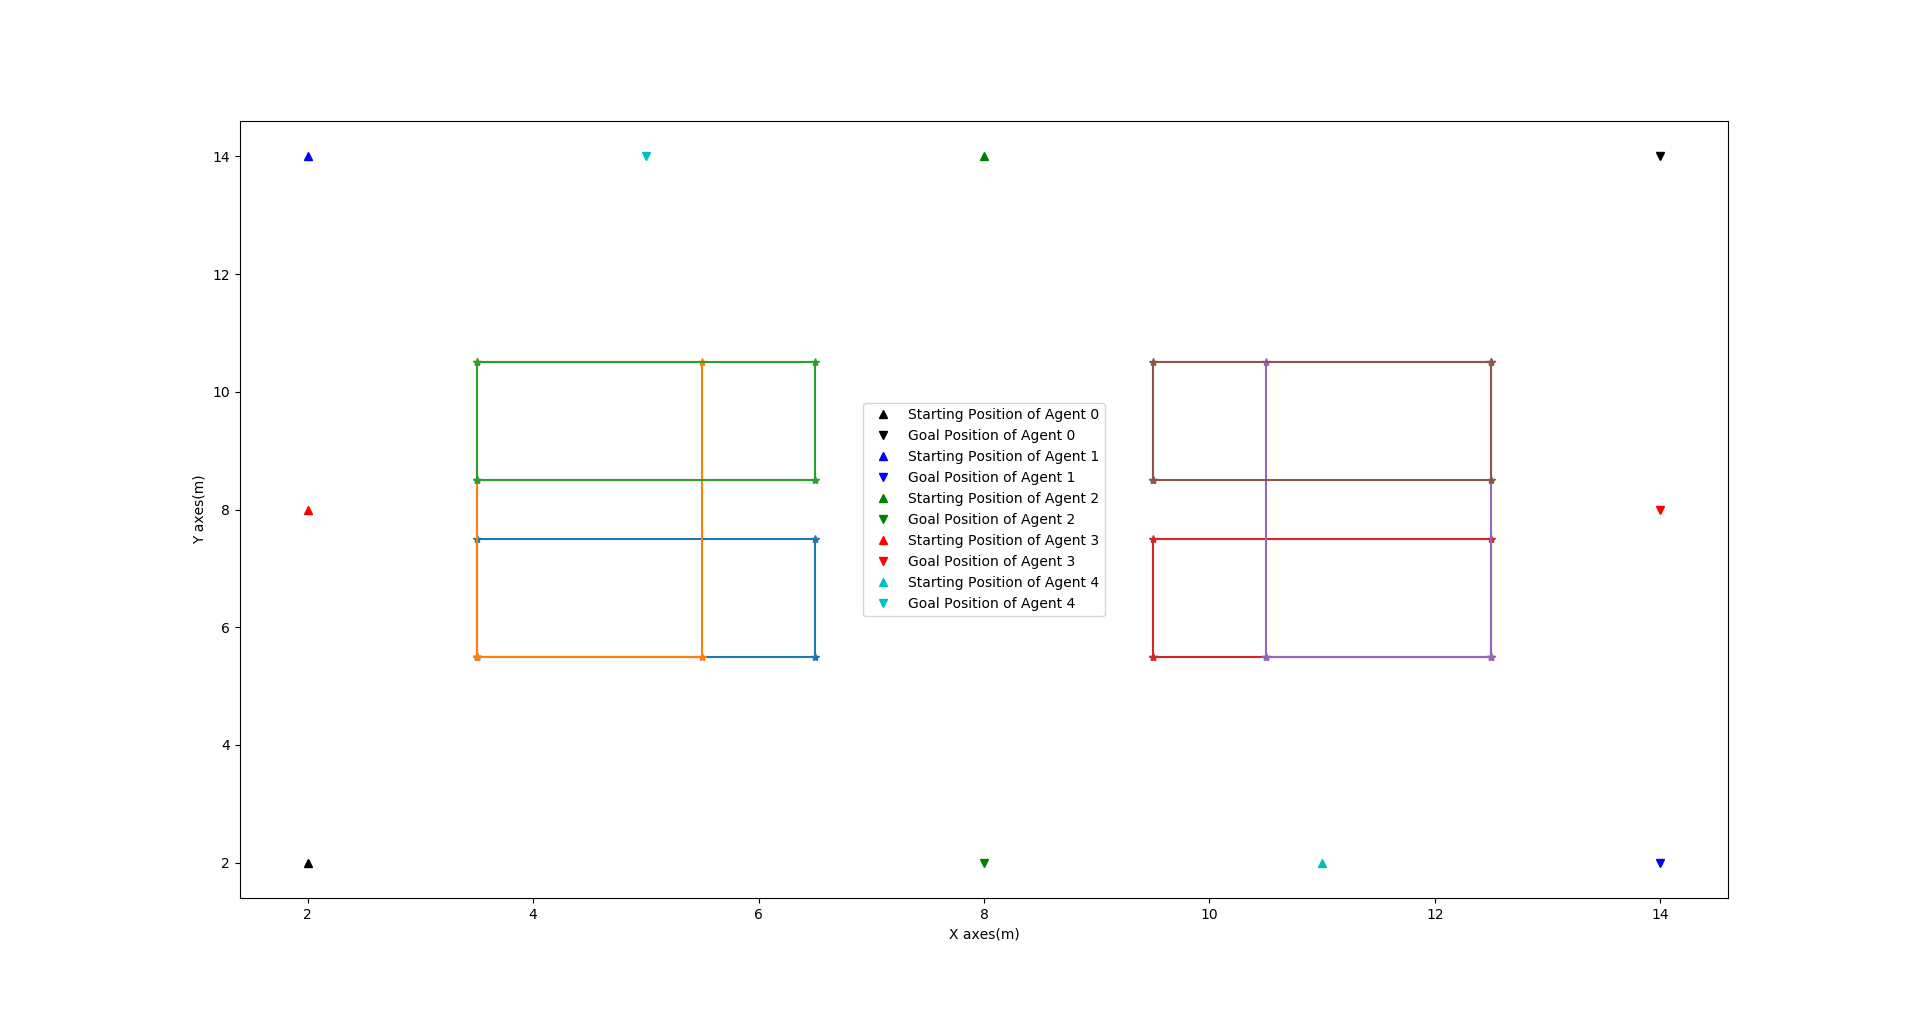 14
12
10
8
6
4
2
Y axes(m)
Starting Position of Agent 0
Goal Position of Agent 0
Starting Position of Agent 1
Goal Position of Agent 1
Starting Position of Agent 2
Goal Position of Agent 2
Starting Position of Agent 3
Goal Position of Agent 3
Starting Position of Agent 4
Goal Position of Agent 4
2 4 6 8 10 12 14
X axes(m)